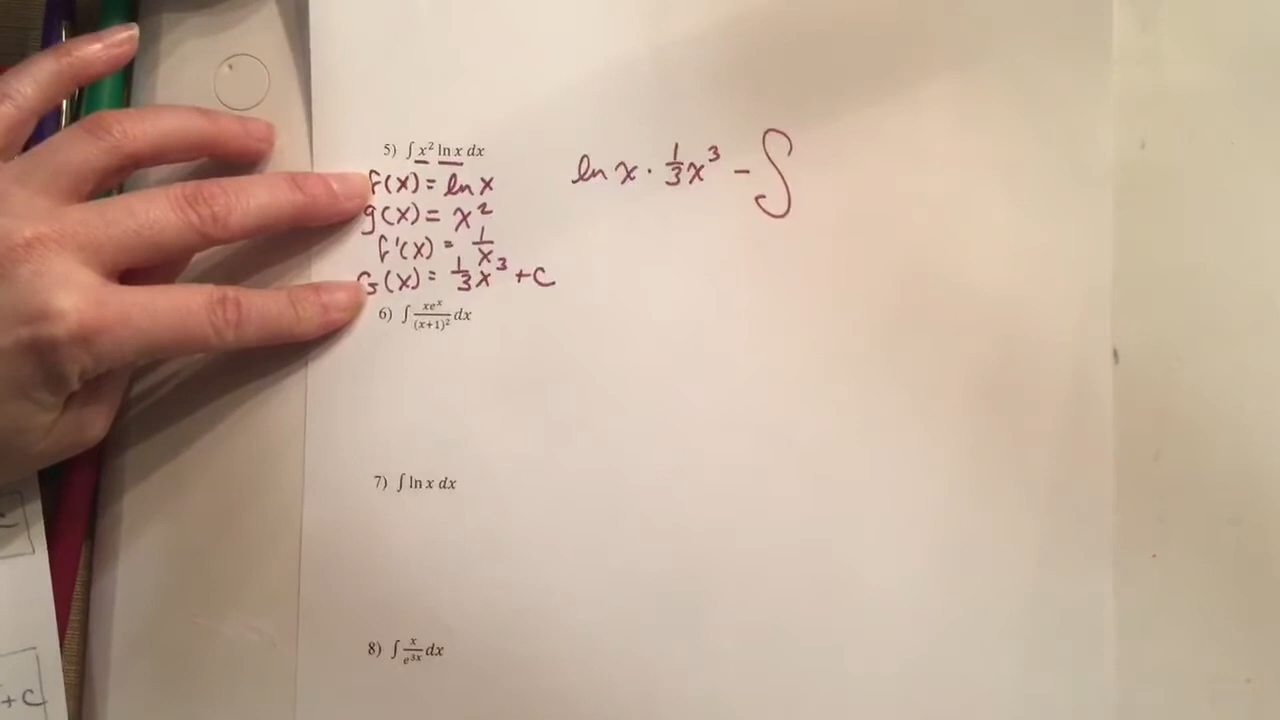 5) ∫ x² ln x dx
ln x · 1/3 x³ - ∫
f(x) = ln x
g(x) = x²
f'(x) = 1/x
G(x) = 1/3 x³ + C
6) ∫ xeˣ/(x+1)² dx
7) ∫ ln x dx
8) ∫ x/e^{8x} dx
+ C